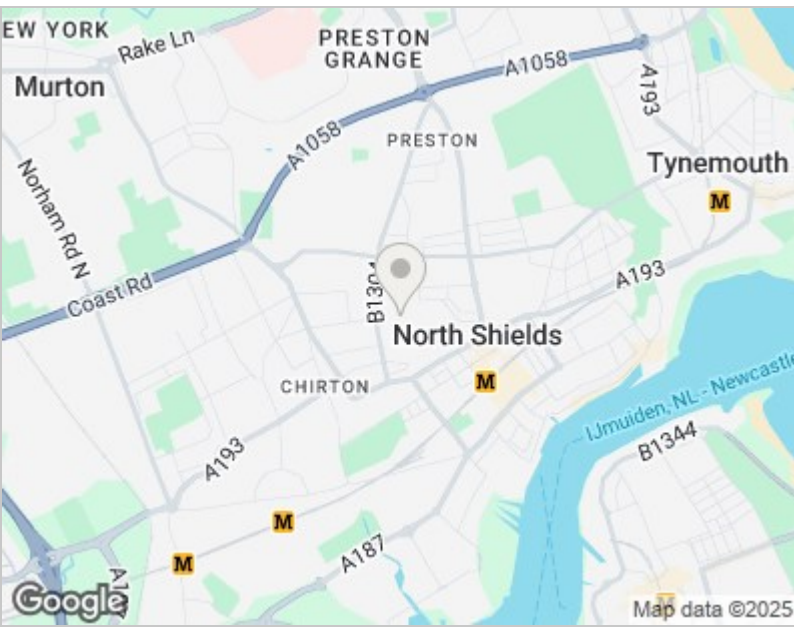 EW YORK
Rake Ln
PRESTON
GRANGE
A1058
A193
Murton
A1058
PRESTON
Tynemouth
M
Norham Rd N
Coast Rd
A193
North Shields
CHIRTON
M
IJmuiden, NL - Newcastle
B1344
A193
M
A187
M
Google
Map data ©2025